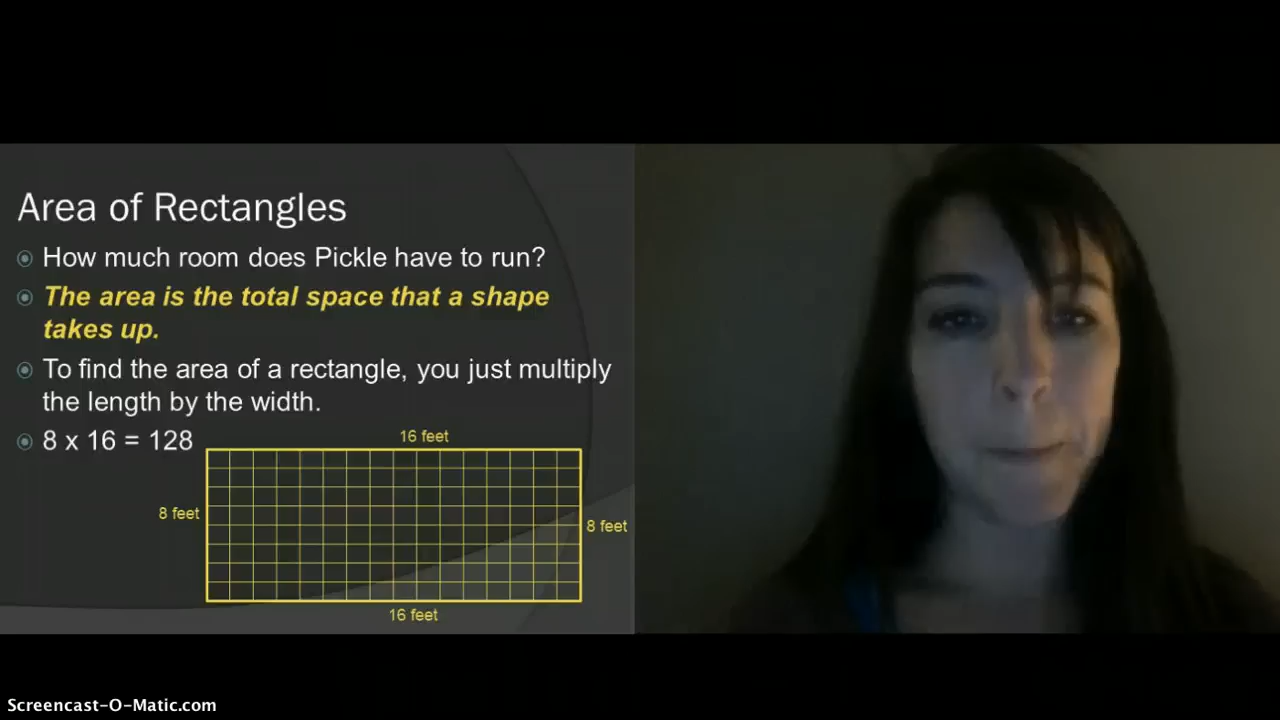 Area of Rectangles
How much room does Pickle have to run?
The area is the total space that a shape
takes up.
To find the area of a rectangle, you just multiply
the length by the width.
8 x 16 = 128
16 feet
8 feet
8 feet
16 feet
Screencast-O-Matic.com